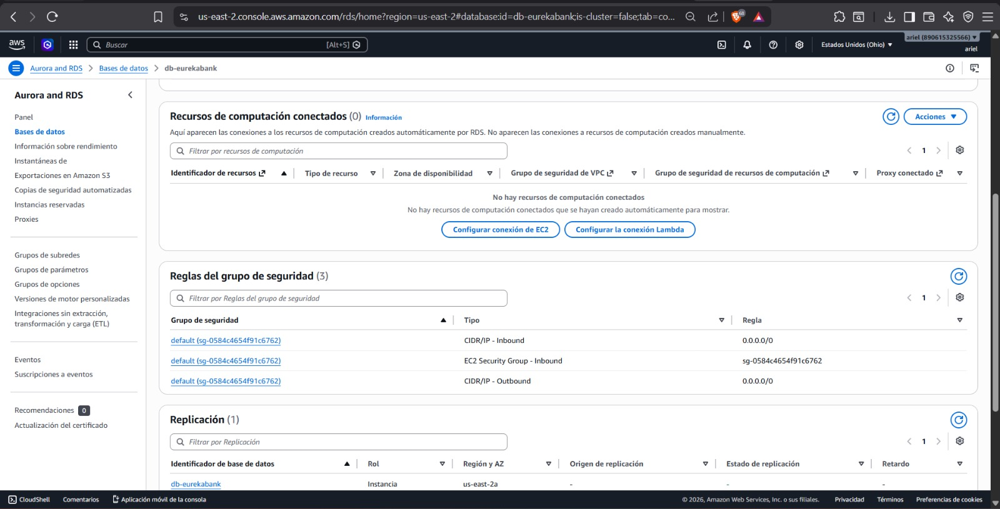 us-east-2.console.aws.amazon.com/rds/home?region=us-east-2#database:id=db-eurekabank;is-cluster=false;tab=co...
68
aws
Buscar
[Alt+S]
Estados Unidos (Ohio)
ariel (890615325566)
ariel
Aurora and RDS
Bases de datos
db-eurekabank
Aurora and RDS
Panel
Bases de datos
Información sobre rendimiento
Instantáneas de
Exportaciones en Amazon S3
Copias de seguridad automatizadas
Instancias reservadas
Proxies
Grupos de subredes
Grupos de parámetros
Grupos de opciones
Versiones de motor personalizadas
Integraciones sin extracción,
transformación y carga (ETL)
Eventos
Suscripciones a eventos
Recomendaciones 0
Actualización del certificado
Recursos de computación conectados (0) Información
Acciones
Aquí aparecen las conexiones a los recursos de computación creados automáticamente por RDS. No aparecen las conexiones a recursos de computación creados manualmente.
Filtrar por recursos de computación
1
Identificador de recursos Tipo de recurso Zona de disponibilidad Grupo de seguridad de VPC Grupo de seguridad de recursos de computación Proxy conectado
No hay recursos de computación conectados
No hay recursos de computación conectados que se hayan creado automáticamente para mostrar.
Configurar conexión de EC2 Configurar la conexión Lambda
Reglas del grupo de seguridad (3)
Filtrar por Reglas del grupo de seguridad
1
Grupo de seguridad Tipo Regla
default (sg-0584c4654f91c6762) CIDR/IP - Inbound 0.0.0.0/0
default (sg-0584c4654f91c6762) EC2 Security Group - Inbound sg-0584c4654f91c6762
default (sg-0584c4654f91c6762) CIDR/IP - Outbound 0.0.0.0/0
Replicación (1)
Filtrar por Replicación
1
Identificador de base de datos Rol Región y AZ Origen de replicación Estado de replicación Retardo
db-eurekabank Instancia us-east-2a - - -
CloudShell Comentarios Aplicación móvil de la consola
© 2026, Amazon Web Services, Inc. o sus filiales. Privacidad Términos Preferencias de cookies